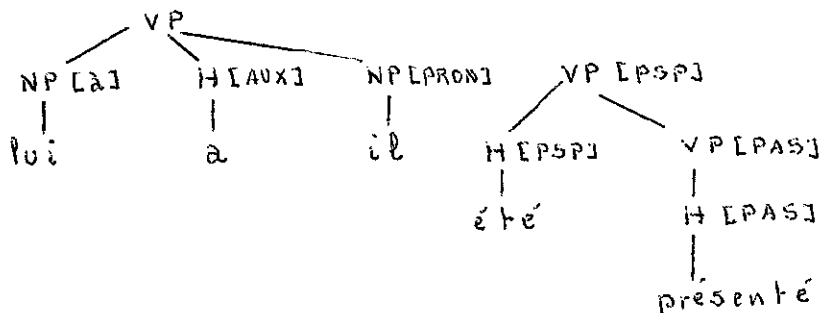 VP
NP [à] H [AUX] NP [PRON] VP [PSP]
lui a il H [PSP] VP [PAS]
été H [PAS]
présenté